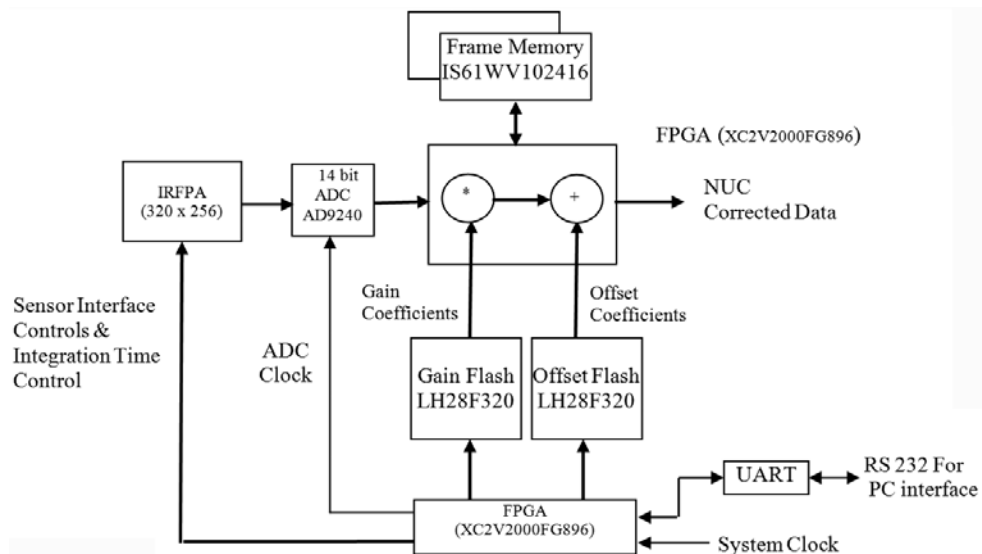 Frame Memory
IS61WV102416
FPGA (XC2V2000FG896)
IRFPA
(320 x 256)
14 bit
ADC
AD9240
*
+
NUC
Corrected Data
Gain
Coefficients
Offset
Coefficients
Sensor Interface
Controls &
Integration Time
Control
ADC
Clock
Gain Flash
LH28F320
Offset Flash
LH28F320
UART
RS 232 For
PC interface
FPGA
(XC2V2000FG896)
System Clock